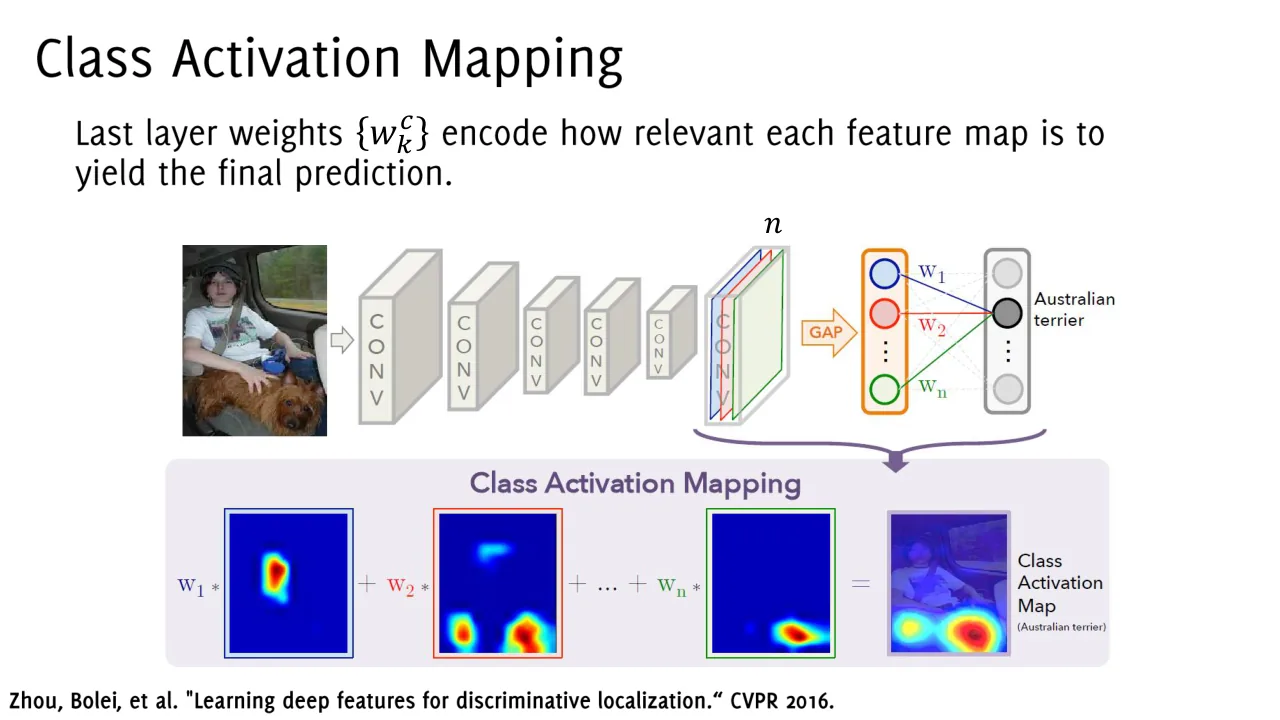 Class Activation Mapping
Last layer weights {w_k^c} encode how relevant each feature map is to
yield the final prediction.
n
CONV
CONV
CONV
CONV
CONV
CONV
GAP
w1
w2
wn
Australian
terrier
Class Activation Mapping
w1 * + w2 * + ... + wn * =
Class
Activation
Map
(Australian terrier)
Zhou, Bolei, et al. "Learning deep features for discriminative localization.“ CVPR 2016.